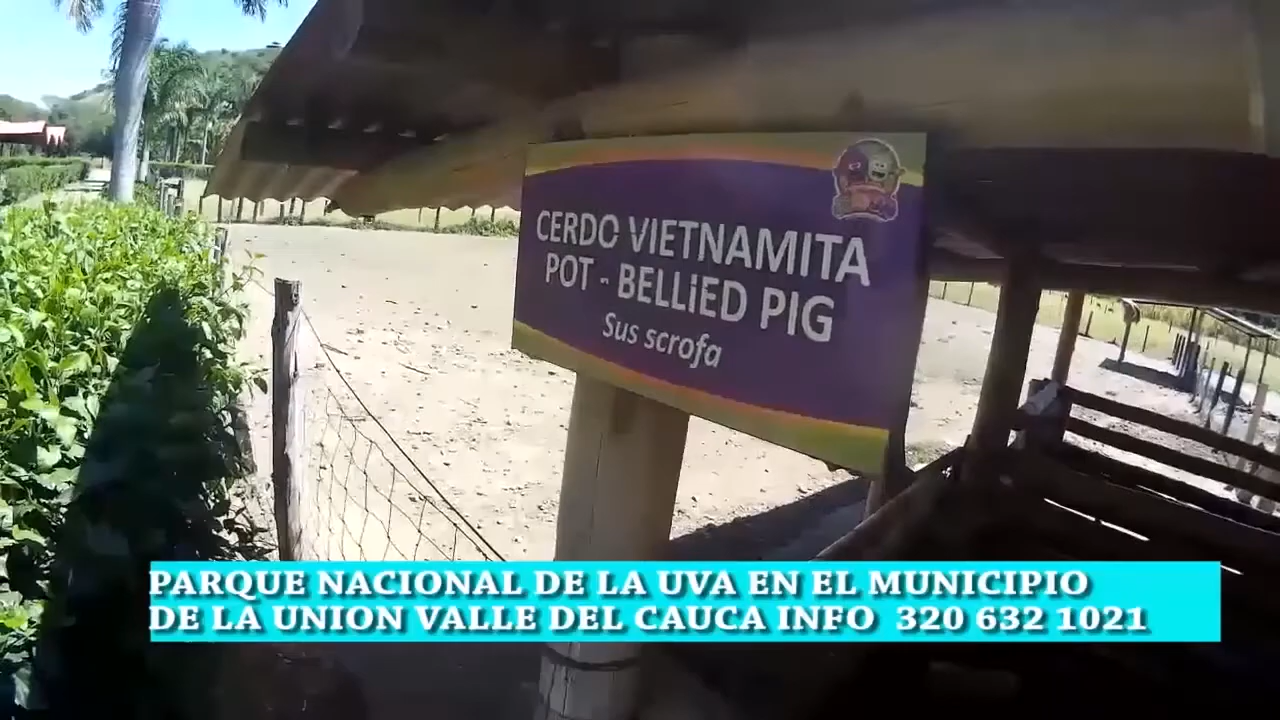 CERDO VIETNAMITA
POT - BELLiED PIG
Sus scrofa
PARQUE NACIONAL DE LA UVA EN EL MUNICIPIO
DE LA UNION VALLE DEL CAUCA INFO 320 632 1021